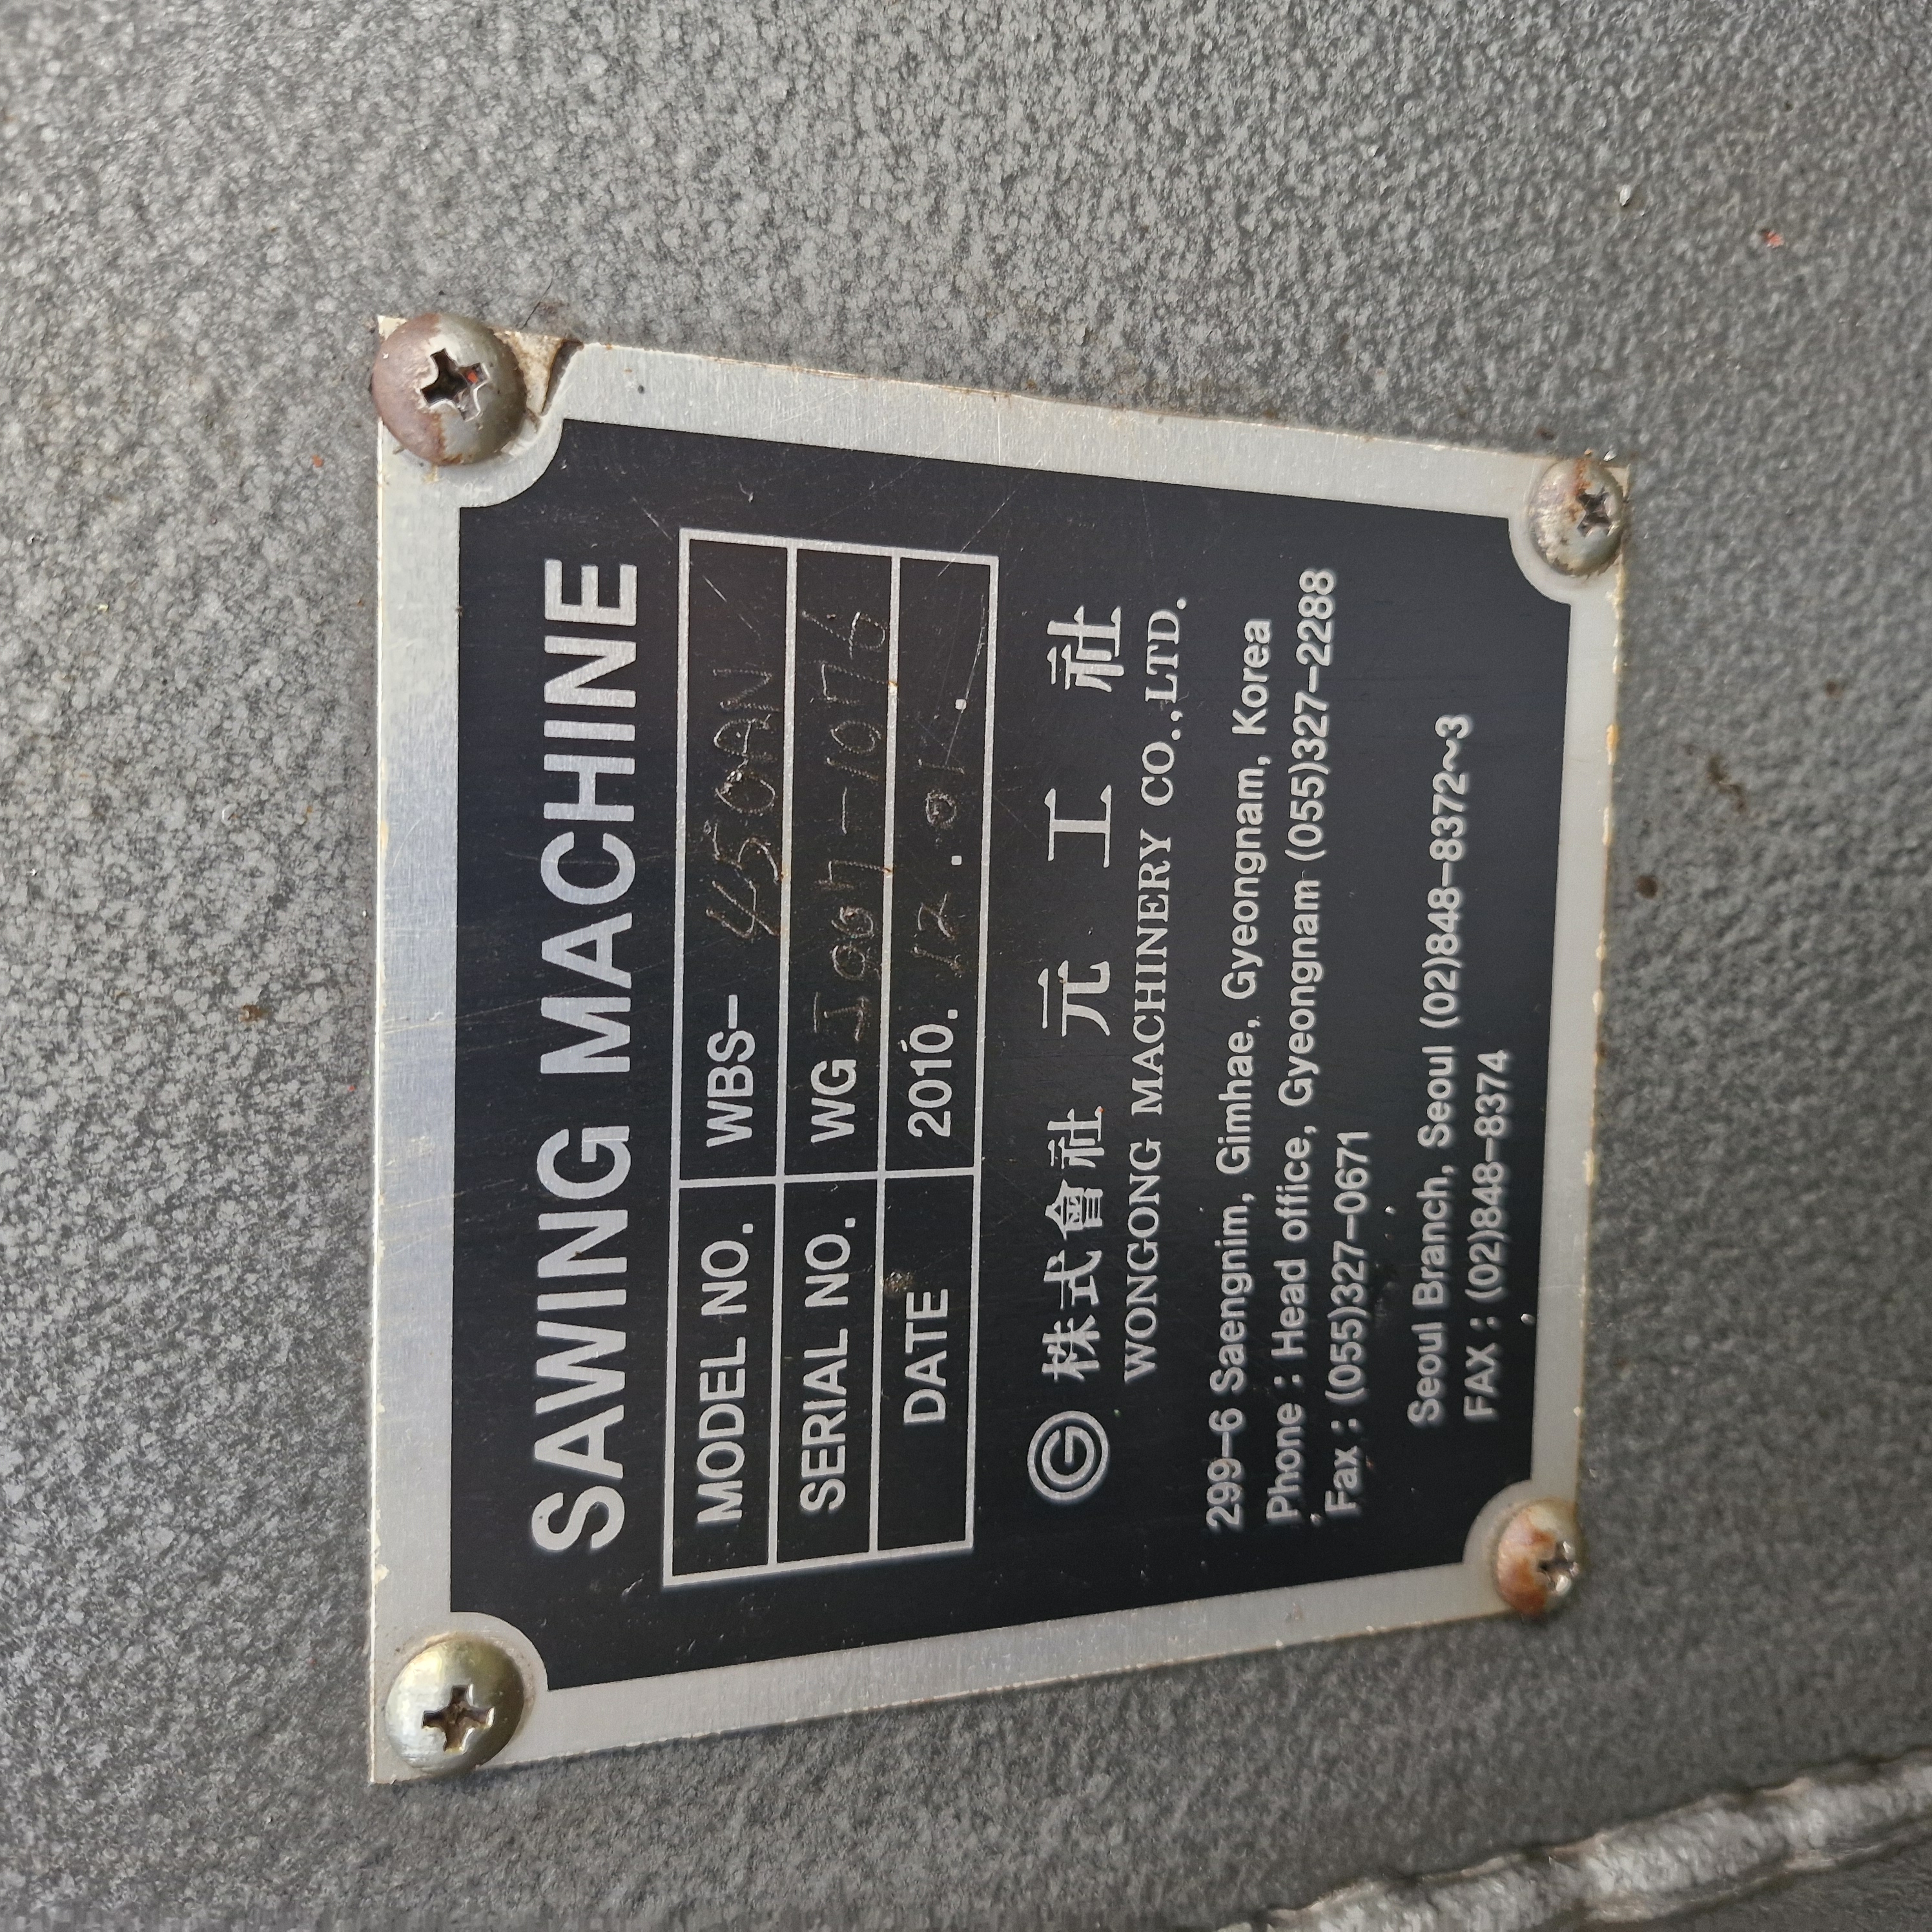 SAWING MACHINE
MODEL NO. WBS- 450AN
SERIAL NO. WG
DATE 2010. 12. 01.
G 株式會社 元 工 社
WONGONG MACHINERY CO.,LTD.
299-6 Saengnim, Gimhae, Gyeongnam, Korea
Phone : Head office, Gyeongnam (055)327-2288
Fax : (055)327-0671
Seoul Branch, Seoul (02)848-8372~3
FAX : (02)848-8374